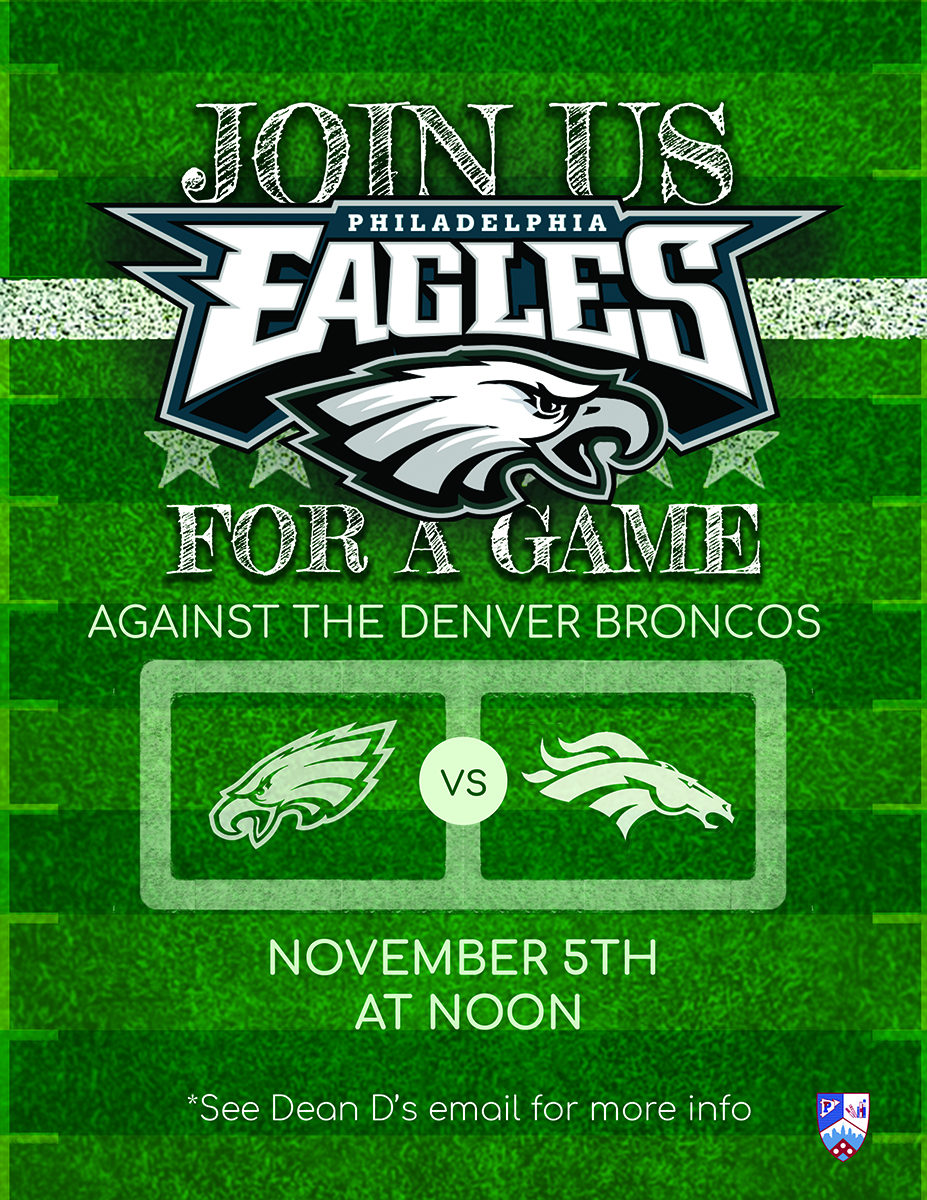 JOIN US
PHILADELPHIA
EAGLES
FOR A GAME
AGAINST THE DENVER BRONCOS
VS
NOVEMBER 5TH
AT NOON
*See Dean D's email for more info
P